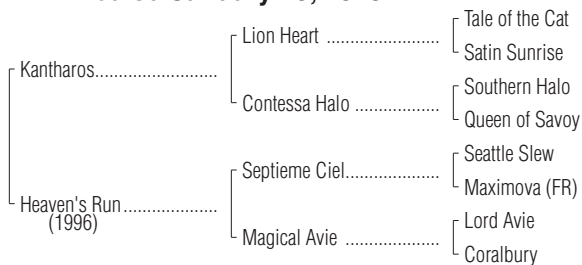 Lion Heart
Tale of the Cat
Satin Sunrise
Kantharos
Contessa Halo
Southern Halo
Queen of Savoy
Septieme Ciel
Seattle Slew
Maximova (FR)
Heaven's Run
(1996)
Magical Avie
Lord Avie
Coralbury